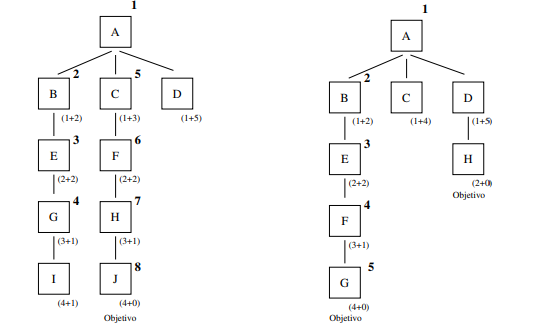 1
A
2
5
B
C
D
(1+2)
(1+3)
(1+5)
3
6
E
F
(2+2)
(2+2)
4
7
G
H
(3+1)
(3+1)
8
I
J
(4+1)
(4+0)
Objetivo
1
A
2
B
C
D
(1+2)
(1+4)
(1+5)
3
E
H
(2+2)
(2+0)
Objetivo
4
F
(3+1)
5
G
(4+0)
Objetivo